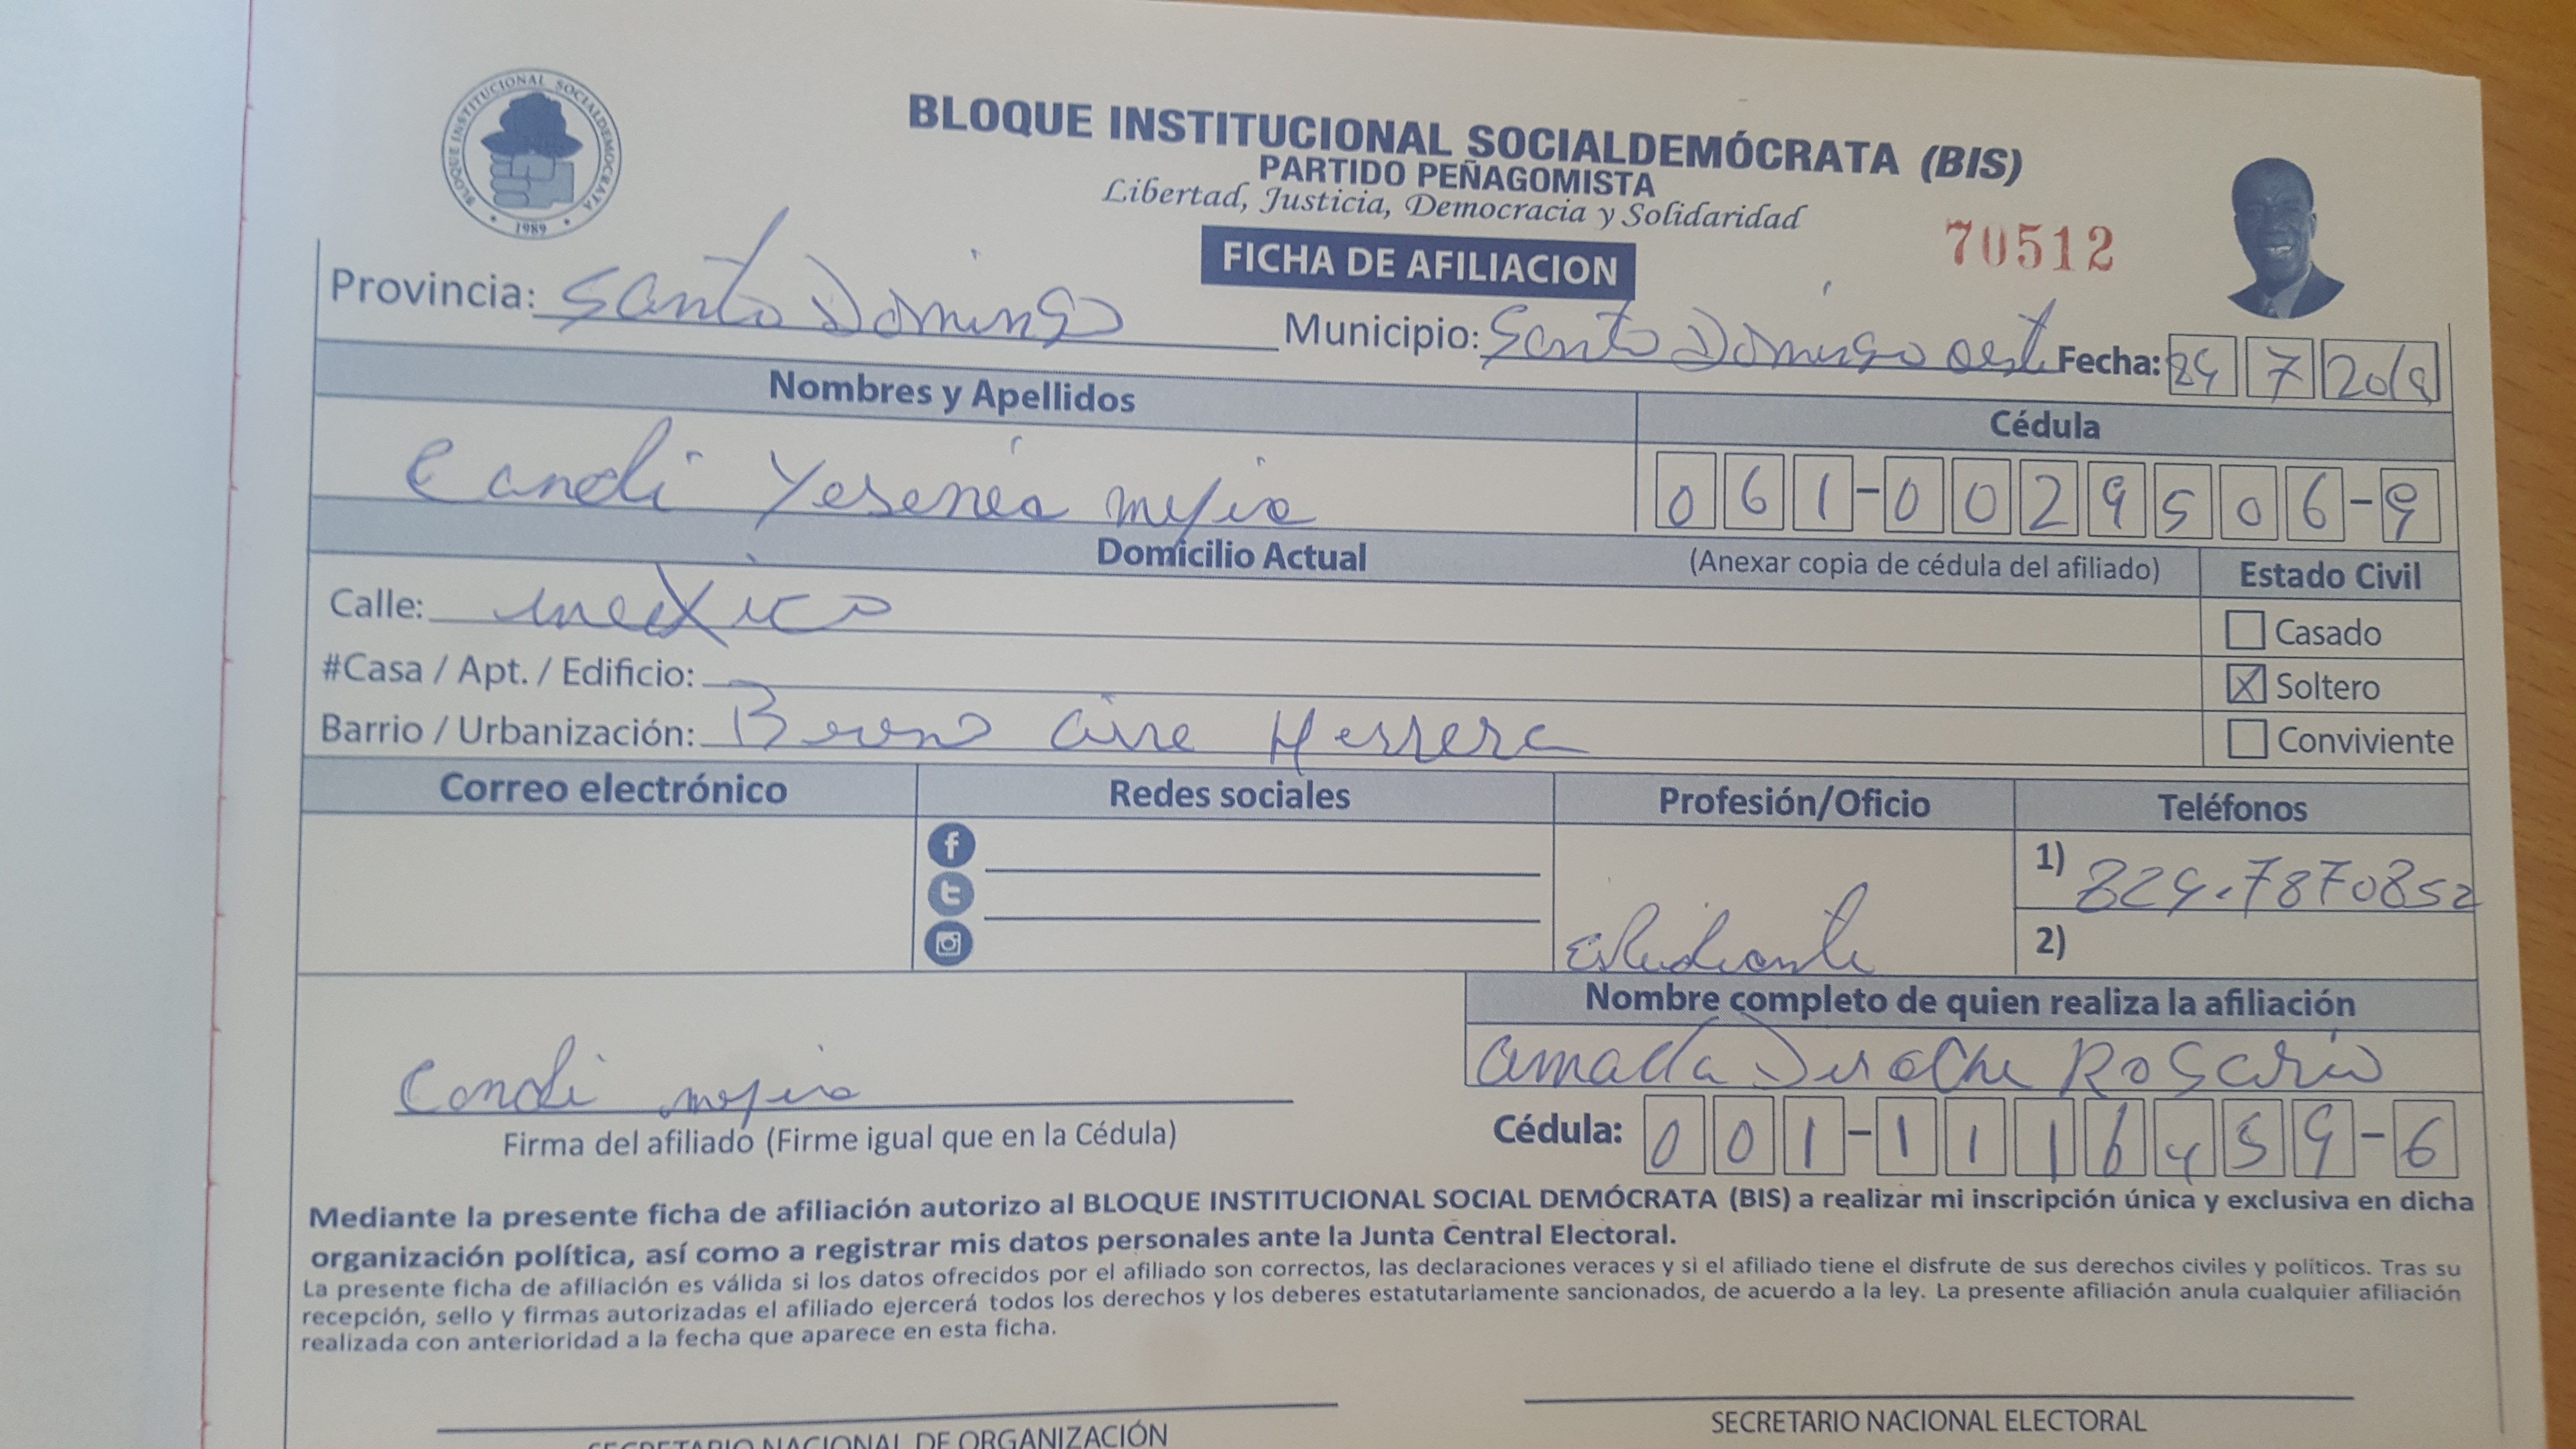 BLOQUE INSTITUCIONAL SOCIALDEMOCRATA
1989
BLOQUE INSTITUCIONAL SOCIALDEMÓCRATA (BIS)
PARTIDO PEÑAGOMISTA
Libertad, Justicia, Democracia y Solidaridad
70512
FICHA DE AFILIACION
Provincia: Santo Domingo Municipio: Santo Domingo oest Fecha: 24 7 2018
Nombres y Apellidos Cédula
Candi Yesenia mejia 061-0029506-9
Domicilio Actual (Anexar copia de cédula del afiliado) Estado Civil
Calle: mexico
Casado
#Casa / Apt. / Edificio:
X Soltero
Barrio / Urbanización: Herrera
Conviviente
Correo electrónico Redes sociales Profesión/Oficio Teléfonos
1) 829.7870852
Estudiante
2)
Nombre completo de quien realiza la afiliación
Rosario
Candi mejia
Firma del afiliado (Firme igual que en la Cédula)
Cédula: 001-1116459-6
Mediante la presente ficha de afiliación autorizo al BLOQUE INSTITUCIONAL SOCIAL DEMÓCRATA (BIS) a realizar mi inscripción única y exclusiva en dicha
organización política, así como a registrar mis datos personales ante la Junta Central Electoral.
La presente ficha de afiliación es válida si los datos ofrecidos por el afiliado son correctos, las declaraciones veraces y si el afiliado tiene el disfrute de sus derechos civiles y políticos. Tras su
recepción, sello y firmas autorizadas el afiliado ejercerá todos los derechos y los deberes estatutariamente sancionados, de acuerdo a la ley. La presente afiliación anula cualquier afiliación
realizada con anterioridad a la fecha que aparece en esta ficha.
SECRETARIO NACIONAL DE ORGANIZACIÓN
SECRETARIO NACIONAL ELECTORAL